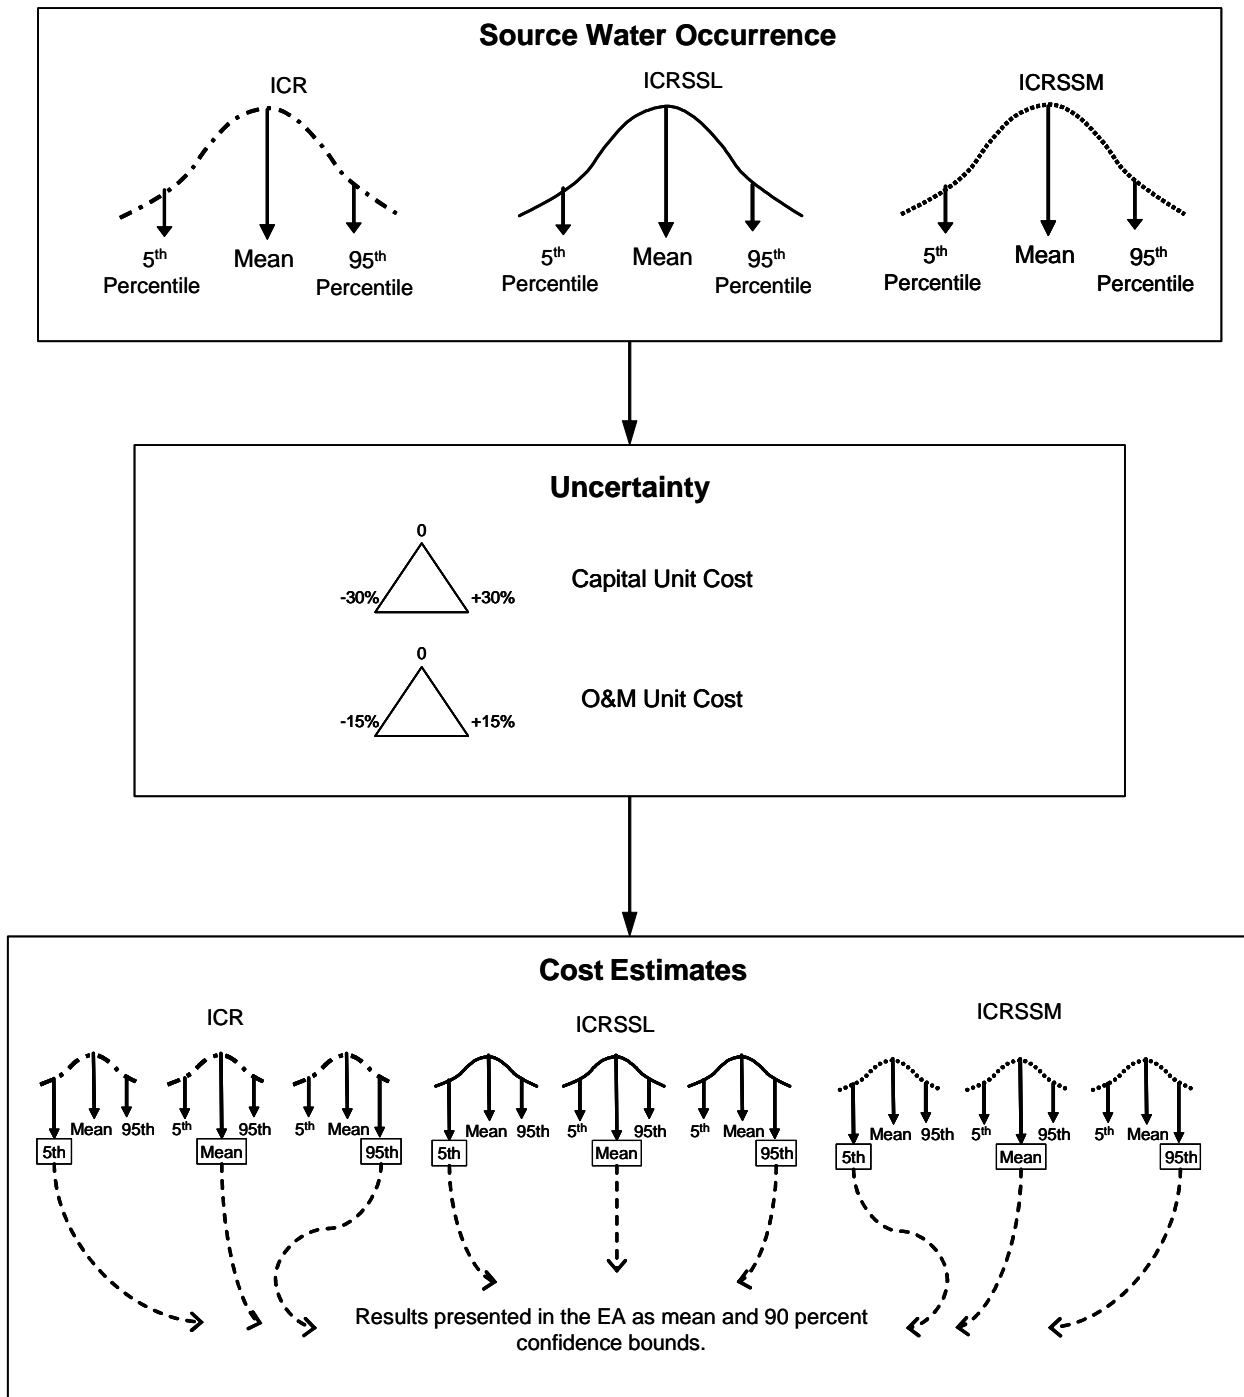 Source Water Occurrence
ICR
ICRSSL
ICRSSM
5th
Percentile
Mean
95th
Percentile
5th
Percentile
Mean
95th
Percentile
5th
Percentile
Mean
95th
Percentile
Uncertainty
0
-30%
+30%
Capital Unit Cost
0
-15%
+15%
O&M Unit Cost
Cost Estimates
ICR
ICRSSL
ICRSSM
Mean 95th
5th
5th 95th
Mean
5th Mean
95th
Mean 95th
5th
5th 95th
Mean
5th Mean
95th
Mean 95th
5th
5th 95th
Mean
5th Mean
95th
Results presented in the EA as mean and 90 percent
confidence bounds.